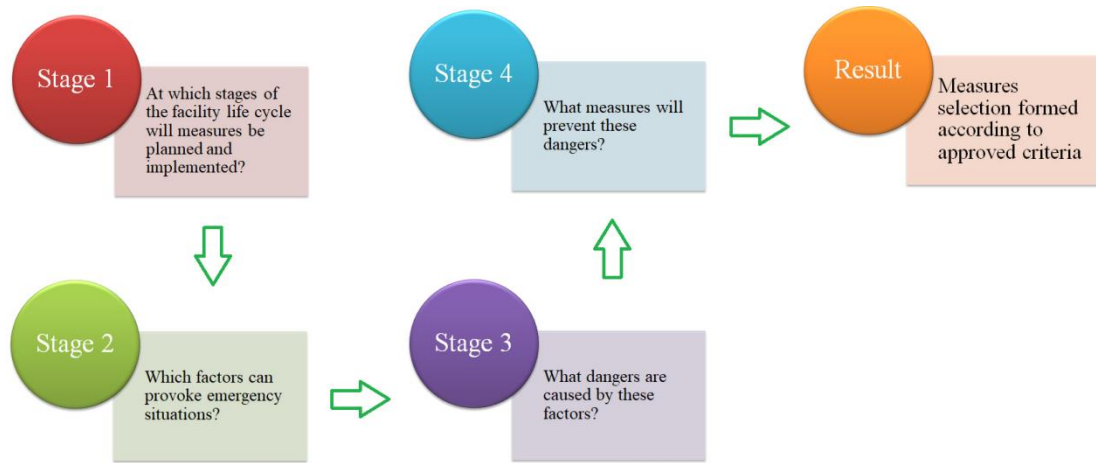 Stage 1
At which stages of
the facility life cycle
will measures be
planned and
implemented?
Stage 2
Which factors can
provoke emergency
situations?
Stage 3
What dangers are
caused by these
factors?
Stage 4
What measures will
prevent these
dangers?
Result
Measures
selection formed
according to
approved criteria